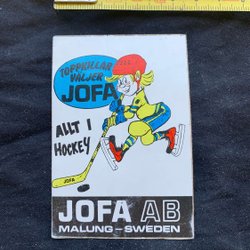 TOPPKILLAR
VÄLJER
JOFA
ALLT I
HOCKEY
JOFA
JOFA AB
MALUNG–SWEDEN